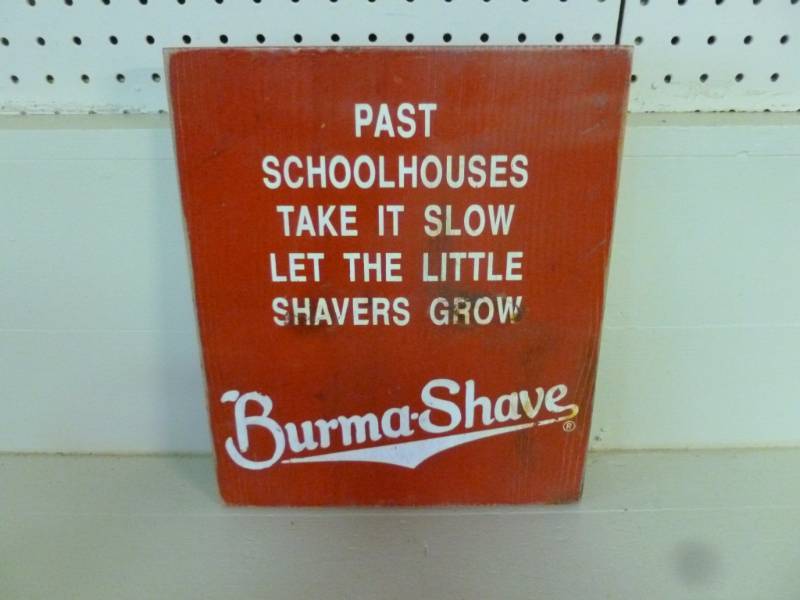 PAST
SCHOOLHOUSES
TAKE IT SLOW
LET THE LITTLE
SHAVERS GROW
Burma-Shave
®